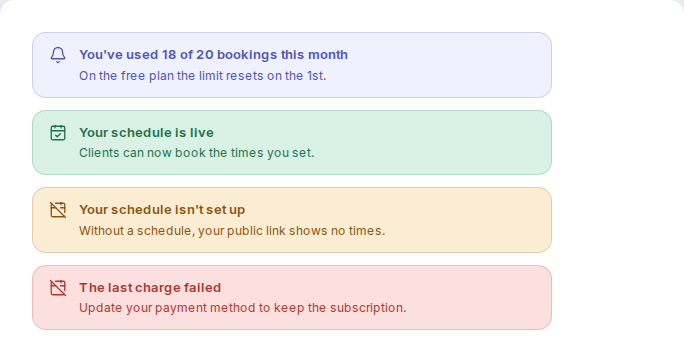 You've used 18 of 20 bookings this month
On the free plan the limit resets on the 1st.
Your schedule is live
Clients can now book the times you set.
Your schedule isn't set up
Without a schedule, your public link shows no times.
The last charge failed
Update your payment method to keep the subscription.